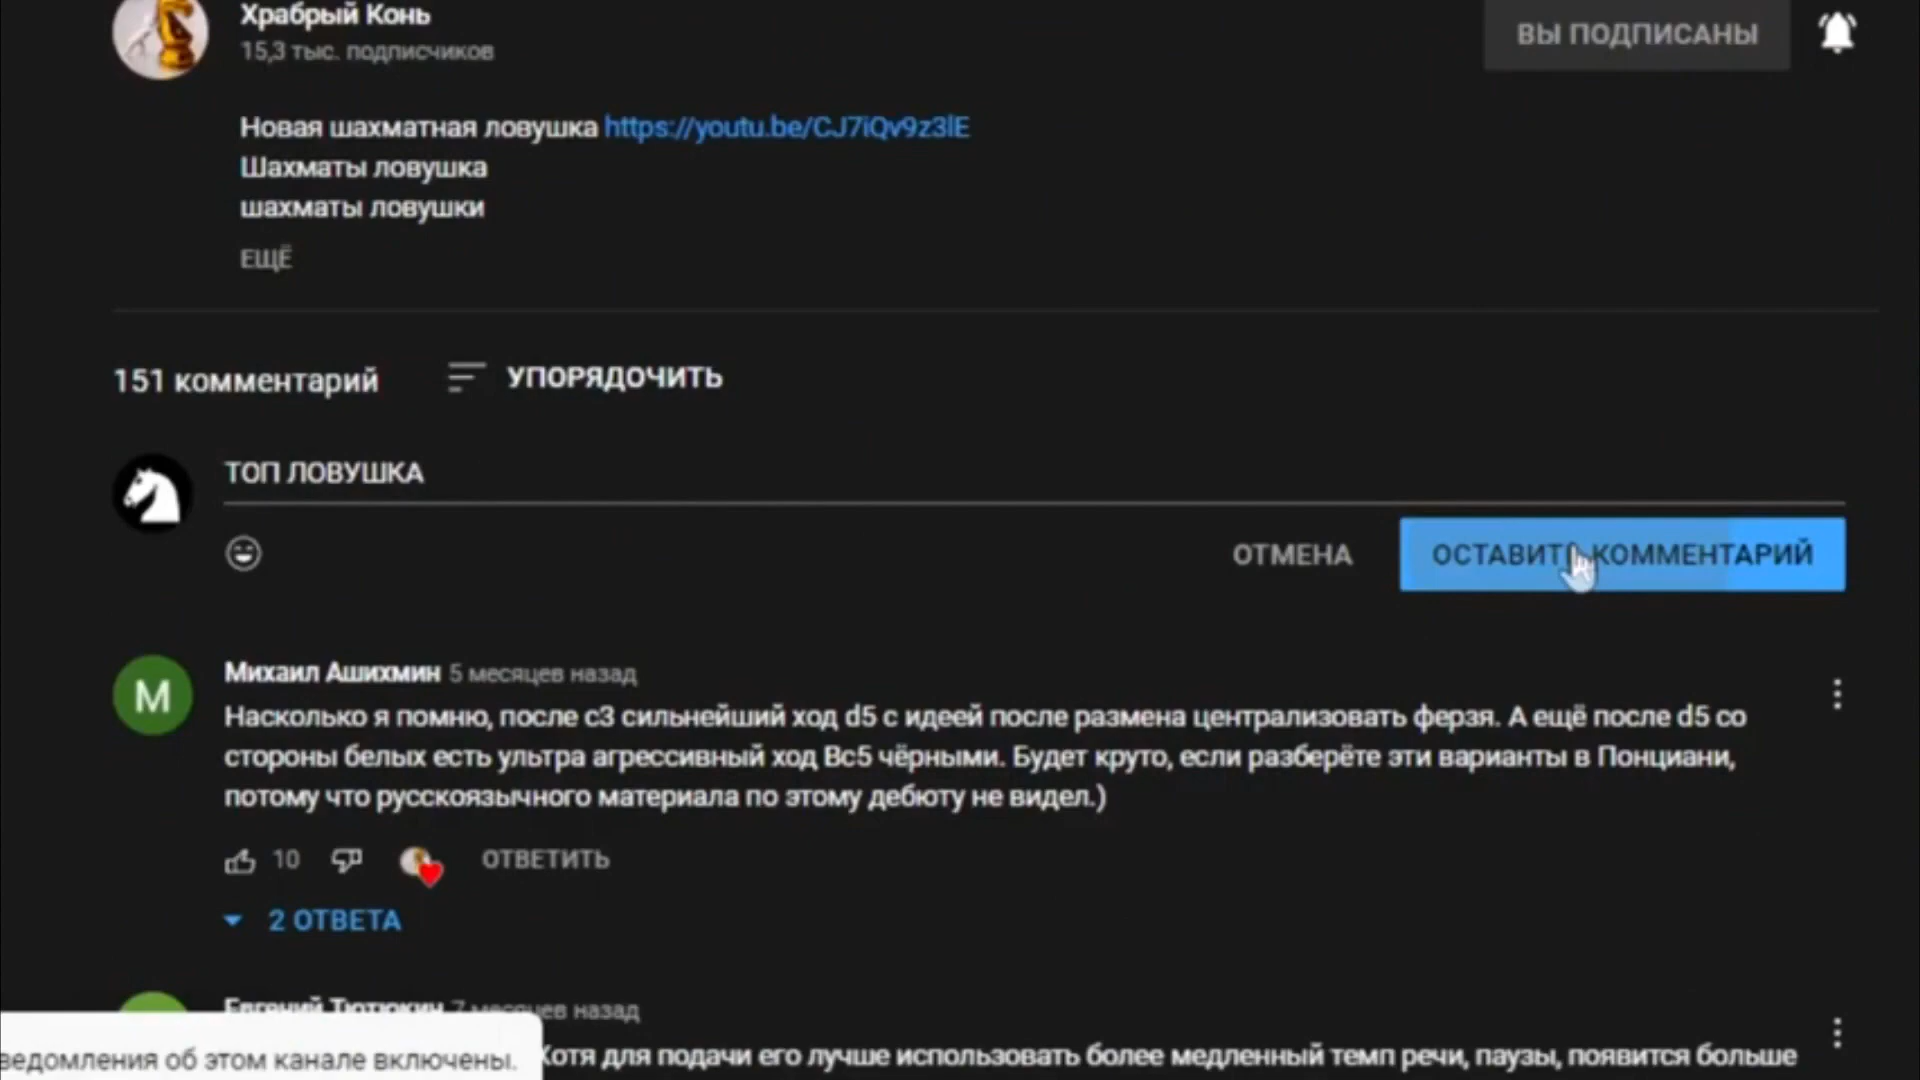 Храбрый Конь
15,3 тыс. подписчиков
ВЫ ПОДПИСАНЫ
Новая шахматная ловушка https://youtu.be/CJ7iQv9z3lE
Шахматы ловушка
шахматы ловушки
ЕЩЁ
151 комментарий
УПОРЯДОЧИТЬ
ТОП ЛОВУШКА
ОТМЕНА
ОСТАВИТЬ КОММЕНТАРИЙ
М
Михаил Ашихмин 5 месяцев назад
Насколько я помню, после c3 сильнейший ход d5 с идеей после размена централизовать ферзя. А ещё после d5 со
стороны белых есть ультра агрессивный ход Bc5 чёрными. Будет круто, если разберёте эти варианты в Понциани,
потому что русскоязычного материала по этому дебюту не видел.)
10
ОТВЕТИТЬ
2 ОТВЕТА
Евгений Тютюкин 7 месяцев назад
Хотя для подачи его лучше использовать более медленный темп речи, паузы, появится больше
ведомления об этом канале включены.